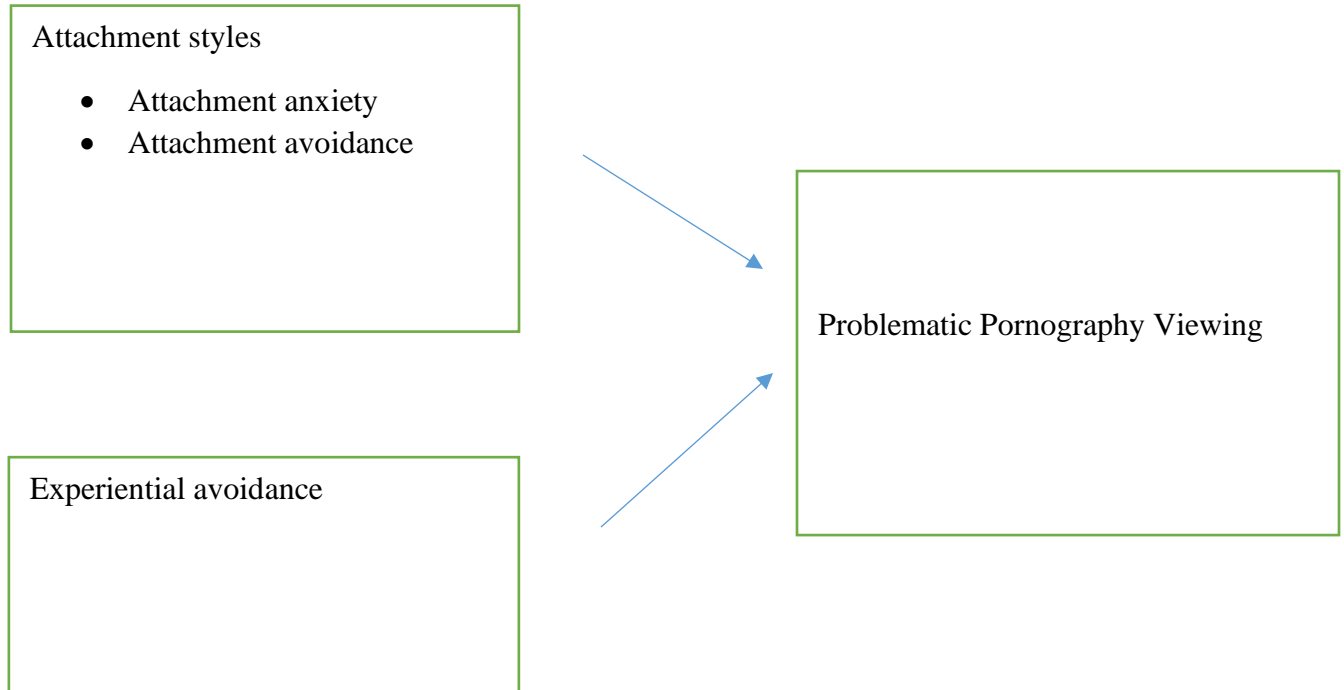 Attachment styles
• Attachment anxiety
• Attachment avoidance
Problematic Pornography Viewing
Experiential avoidance